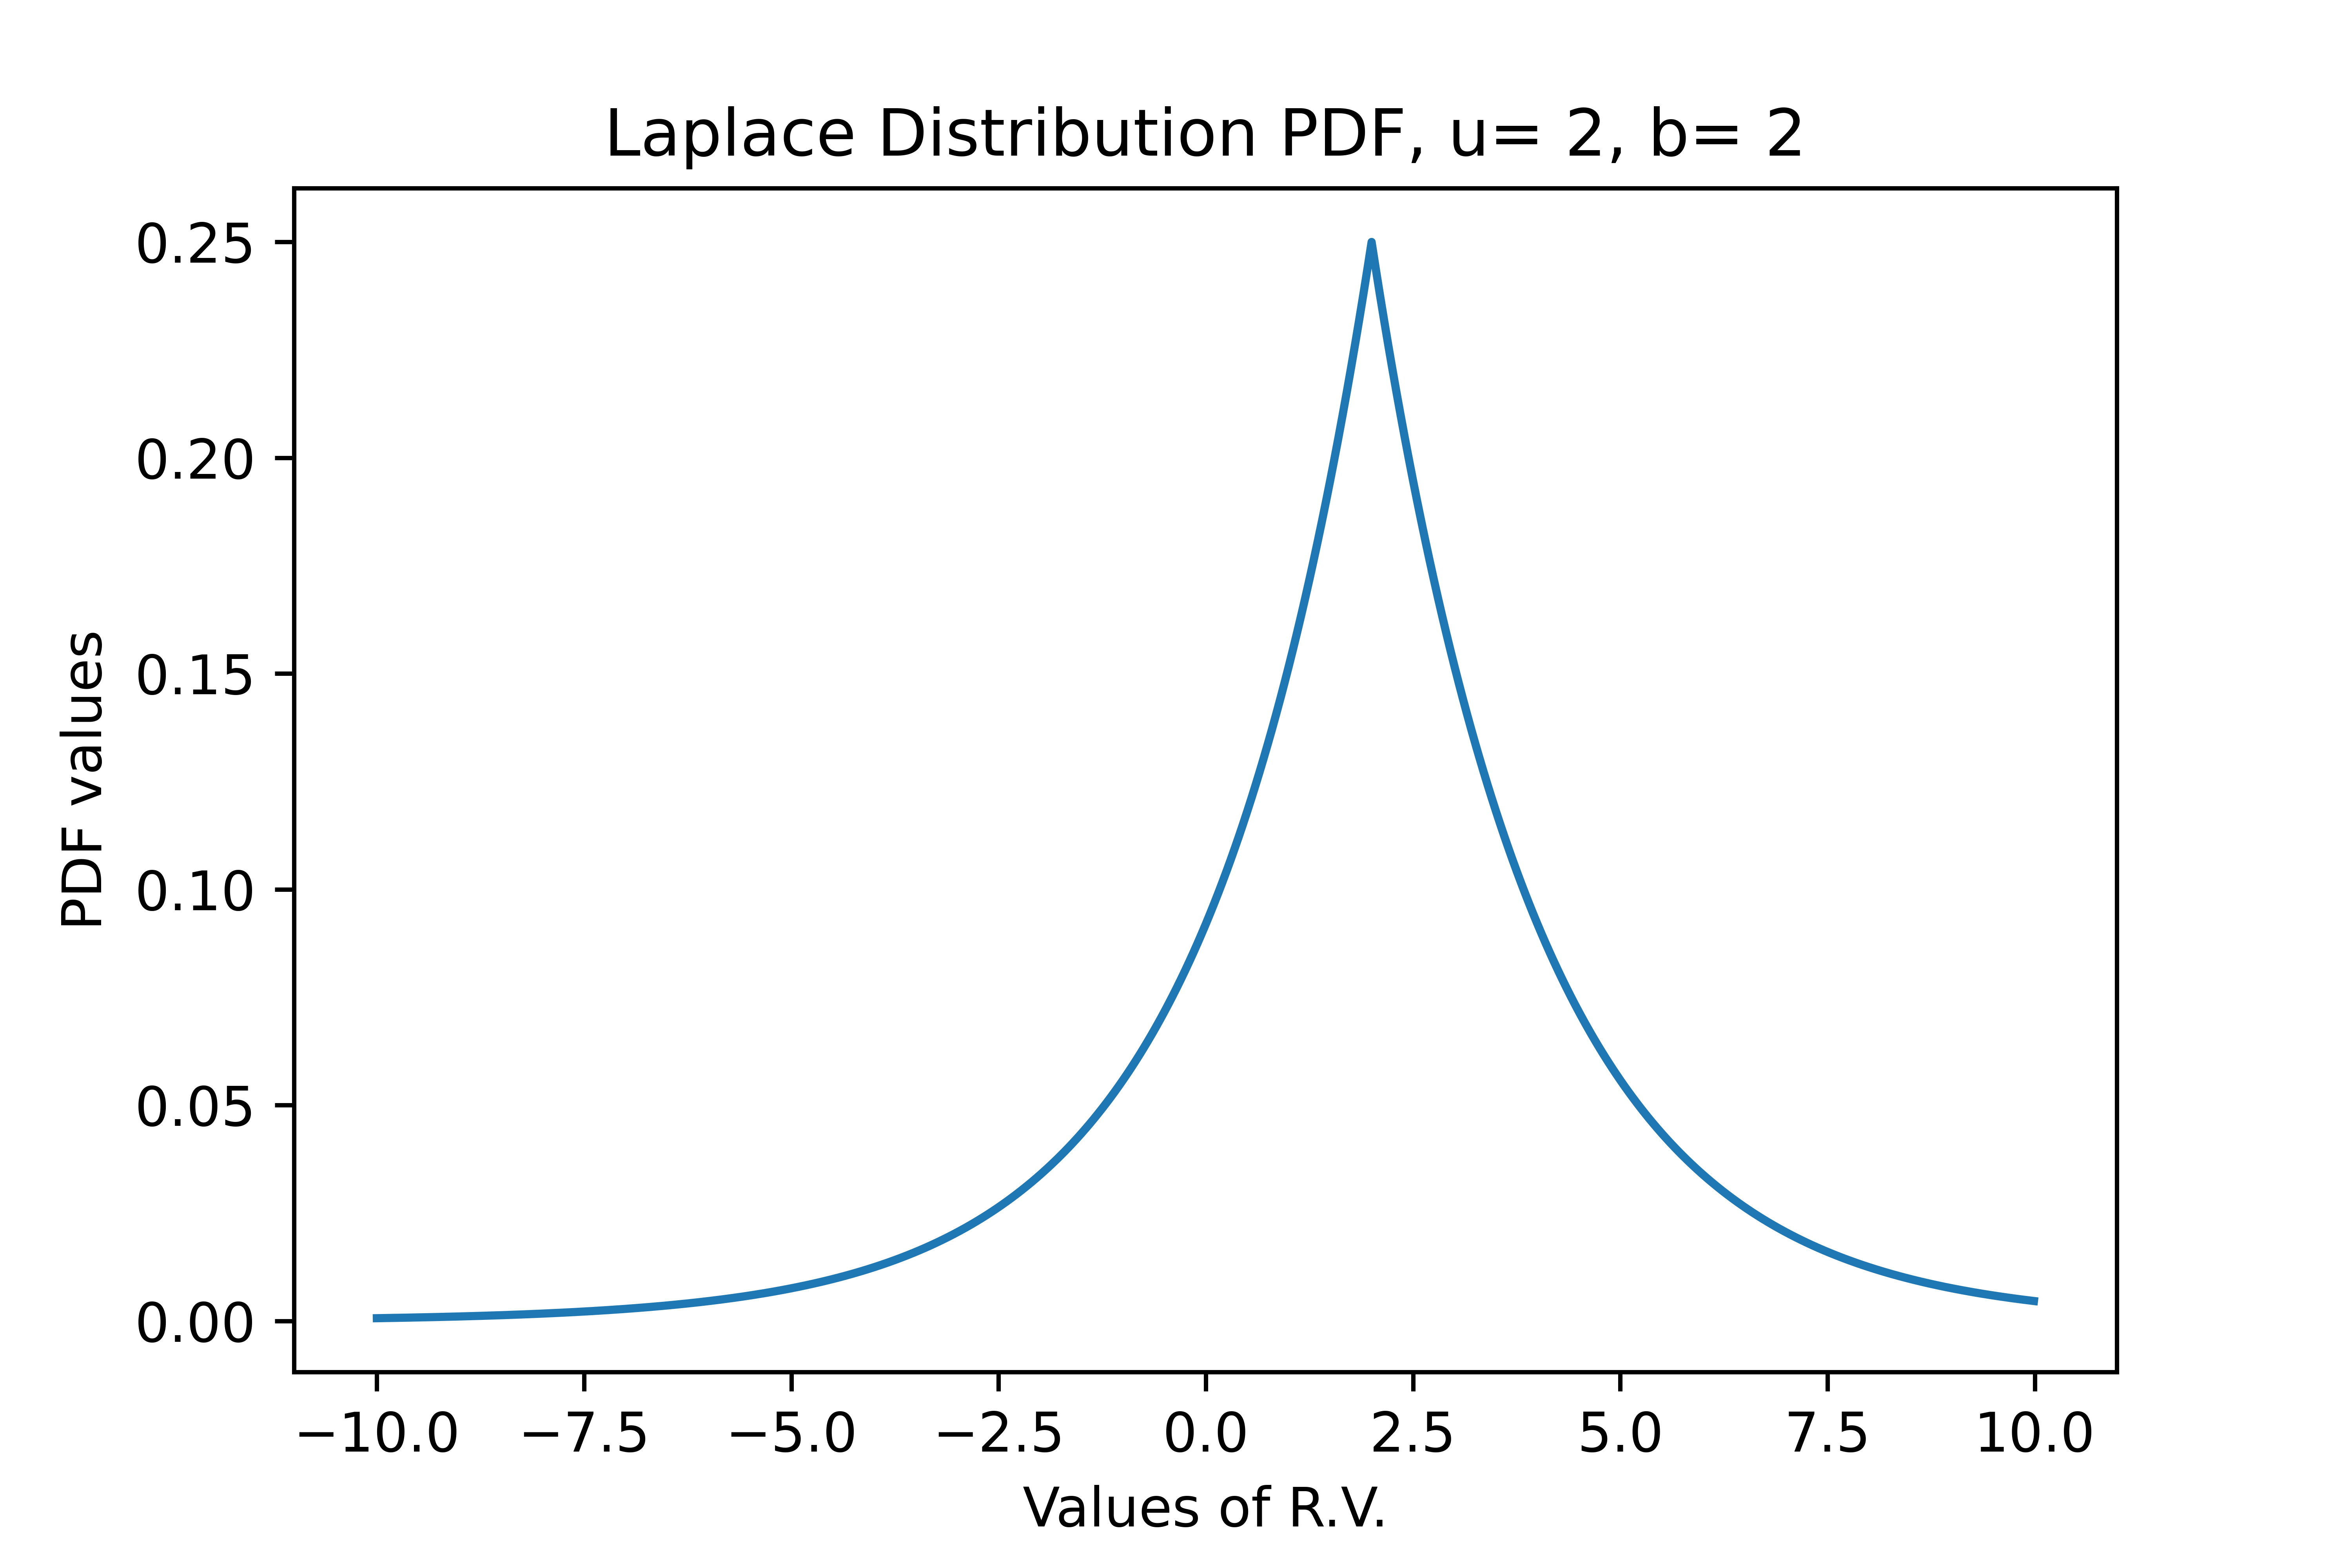 Laplace Distribution PDF, u= 2, b= 2
PDF values
0.25
0.20
0.15
0.10
0.05
0.00
−10.0 −7.5 −5.0 −2.5 0.0 2.5 5.0 7.5 10.0
Values of R.V.